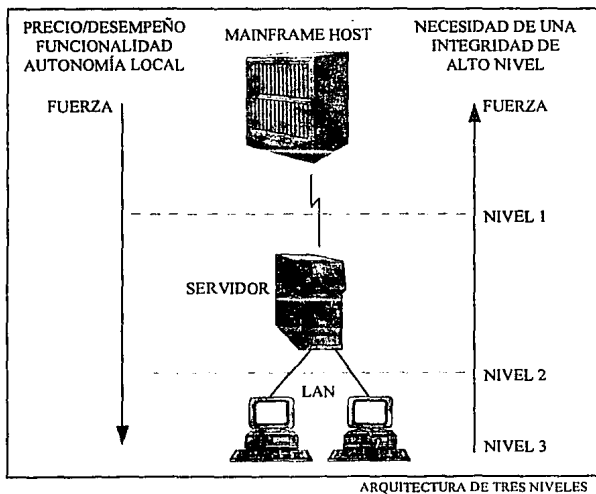 PRECIO/DESEMPEÑO
FUNCIONALIDAD
AUTONOMÍA LOCAL
MAINFRAME HOST
NECESIDAD DE UNA
INTEGRIDAD DE
ALTO NIVEL
FUERZA
FUERZA
NIVEL 1
SERVIDOR
NIVEL 2
LAN
NIVEL 3
ARQUITECTURA DE TRES NIVELES